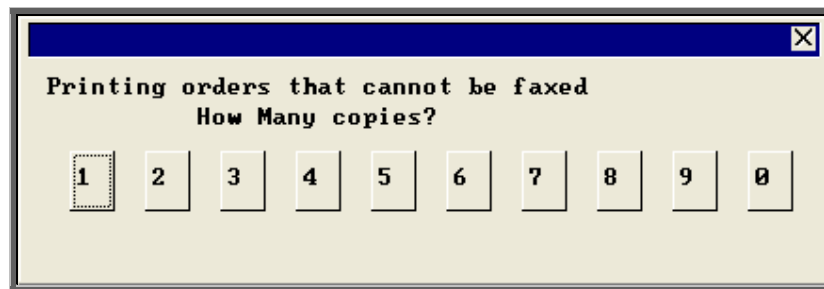 Printing orders that cannot be faxed
How Many copies?
1 2 3 4 5 6 7 8 9 0